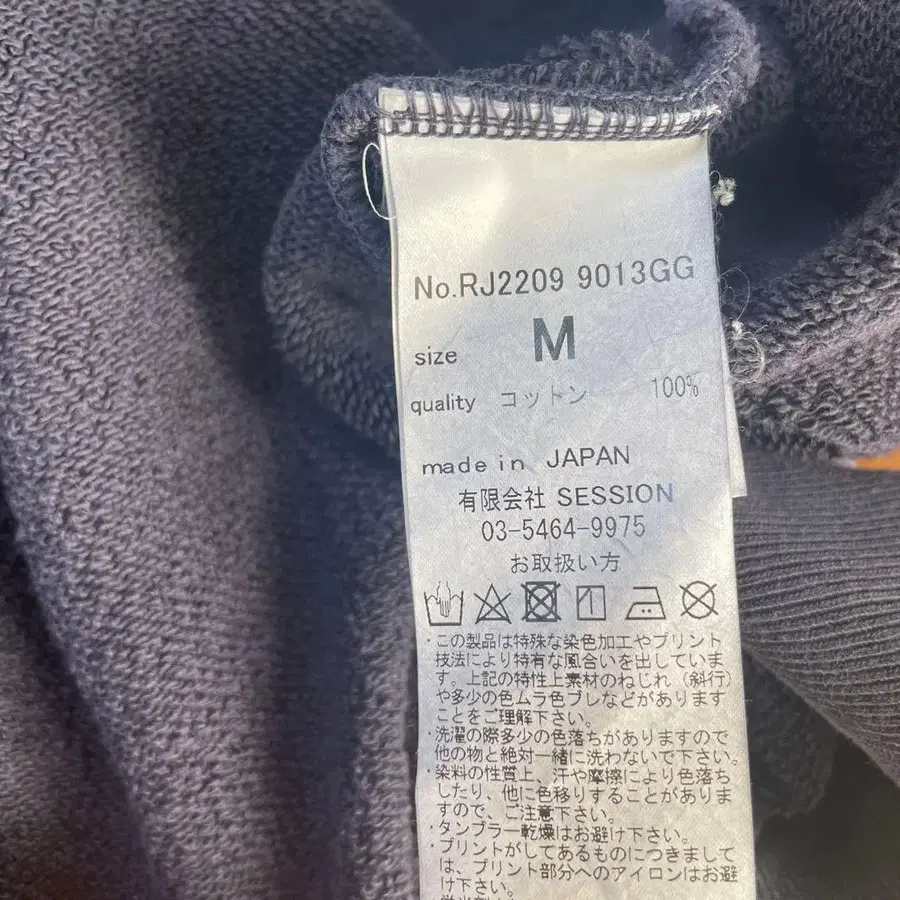 No.RJ2209 9013GG
size M
quality コットン 100%
made in JAPAN
有限会社 SESSION
03-5464-9975
お取扱い方
・この製品は特殊な染色加工やプリント
技法により特有な風合いを出していま
す。上記の特性上素材のねじれ（斜行）
や多少の色ムラ色ブレなどがあります
ことをご理解下さい。
・洗濯の際多少の色落ちがありますので
他の物と絶対一緒に洗わないで下さい。
・染料の性質上、汗や摩擦により色落ち
したり、他に色移りすることがありま
すので、ご注意下さい。
・タンブラー乾燥はお避け下さい。
・プリントがしてあるものにつきまして
は、プリント部分へのアイロンはお避
け下さい。